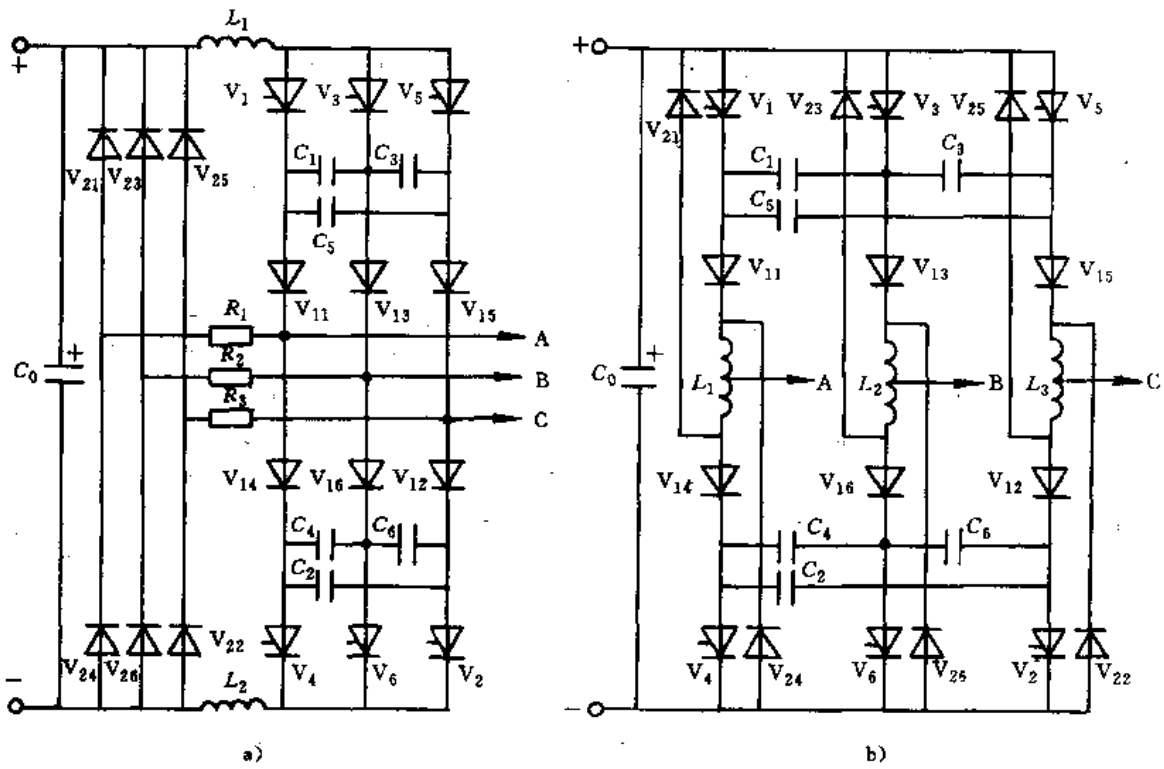 L₁
+
V₁ V₃ V₅
C₁ C₃
V₂₁ V₂₃ V₂₅
C₅
V₁₁ V₁₃ V₁₅
R₁
A
C₀ +
R₂
B
R₃
C
V₁₄ V₁₆ V₁₂
C₄ C₆
C₂
V₂₄ V₂₆ V₂₂
V₄ V₆ V₂
L₂
−
a)
+
V₁ V₂₃ V₃ V₂₅ V₅
V₂₁
C₁ C₃
C₅
V₁₁ V₁₃ V₁₅
C₀ +
L₁ A L₂ B L₃ C
V₁₄ V₁₆ V₁₂
C₄ C₆
C₂
V₄ V₂₄ V₆ V₂₆ V₂ V₂₂
−
b)